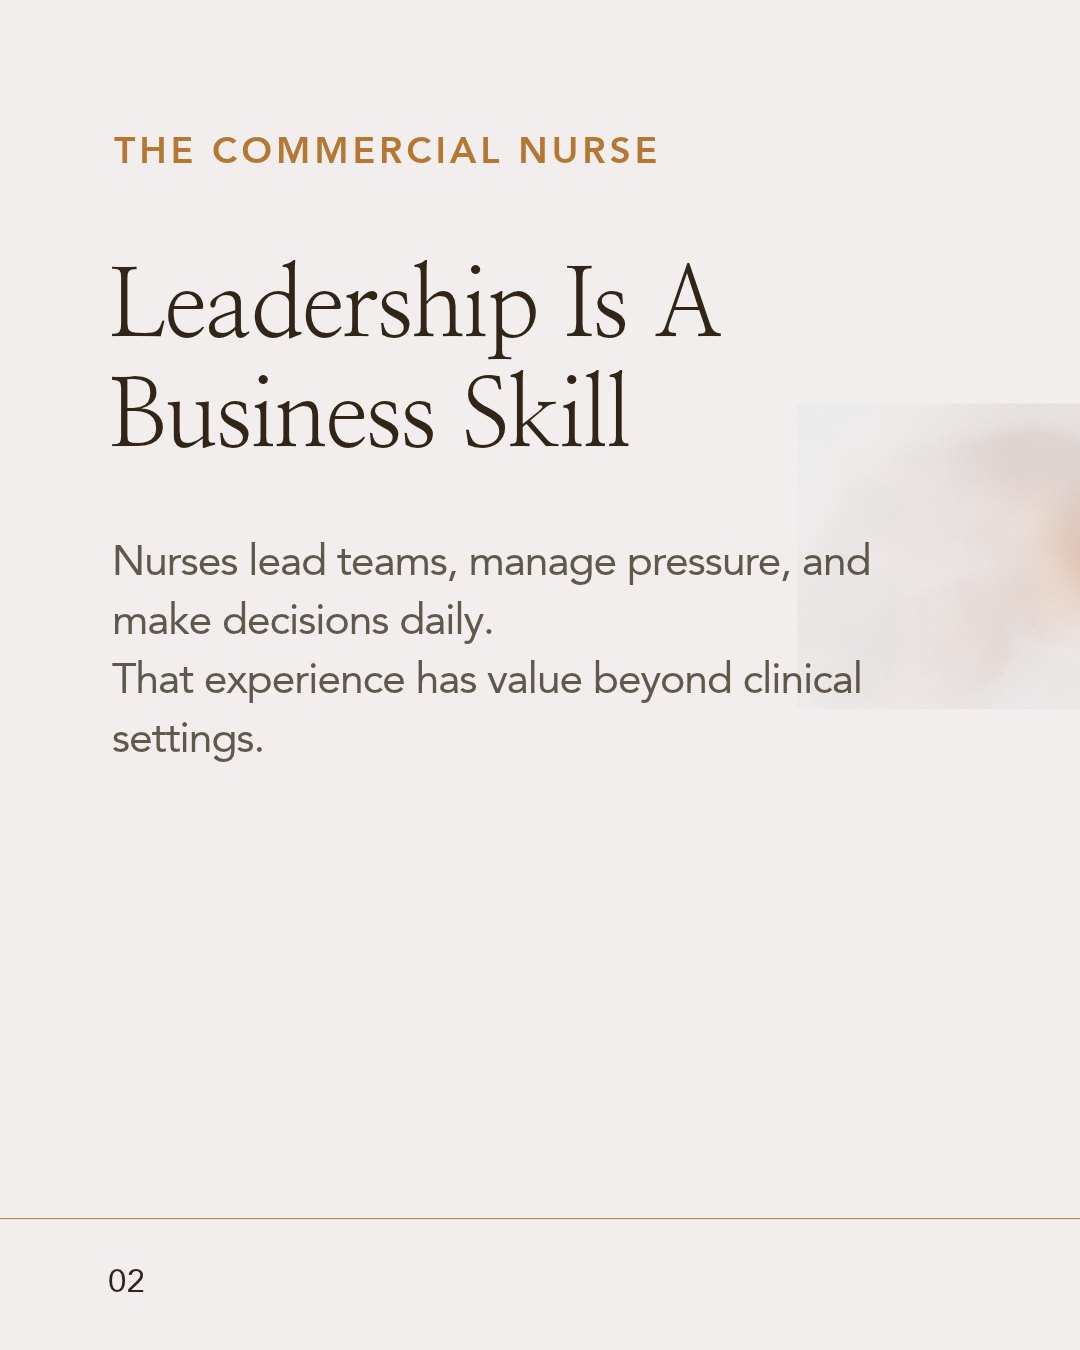 THE COMMERCIAL NURSE
Leadership Is A
Business Skill
Nurses lead teams, manage pressure, and
make decisions daily.
That experience has value beyond clinical
settings.
02